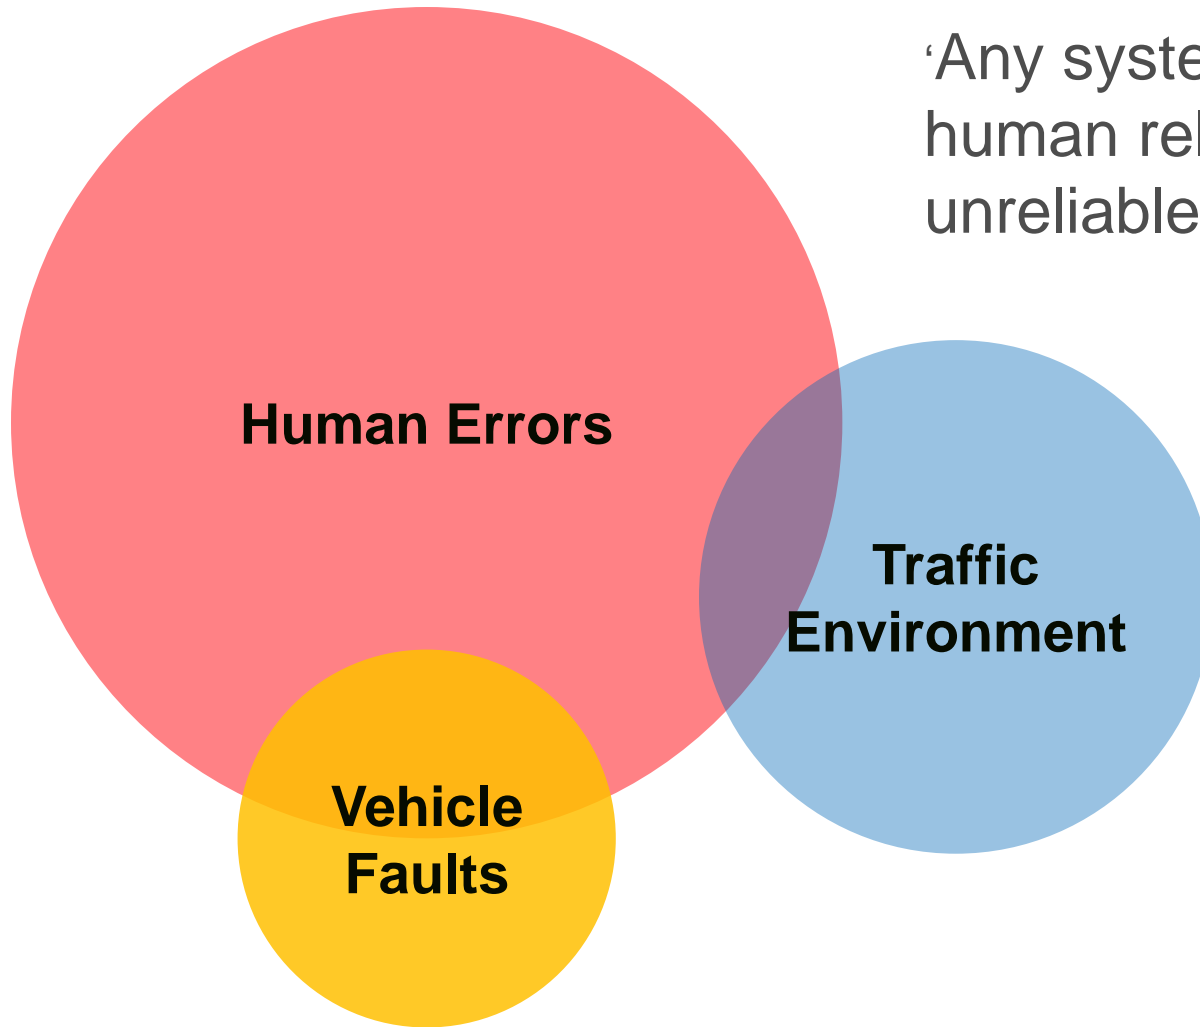 ‘Any
human
unreliable
Human Errors
Traffic
Environment
Vehicle
Faults